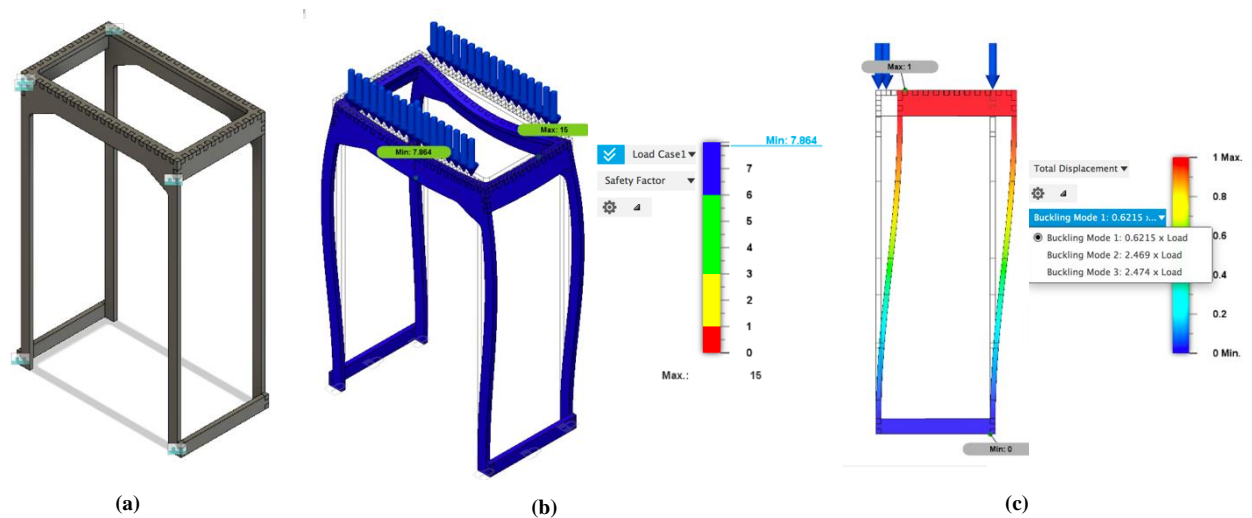 Max: 15
Min: 7.864
Load Case1
Safety Factor
Min: 7.864
7
6
5
4
3
2
1
0
Max.:
15
Max: 1
Min: 0
Total Displacement
Buckling Mode 1: 0.6215 :...
Buckling Mode 1: 0.6215 x Load
Buckling Mode 2: 2.469 x Load
Buckling Mode 3: 2.474 x Load
1 Max.
0.8
0.6
0.4
0.2
0 Min.
(a)
(b)
(c)